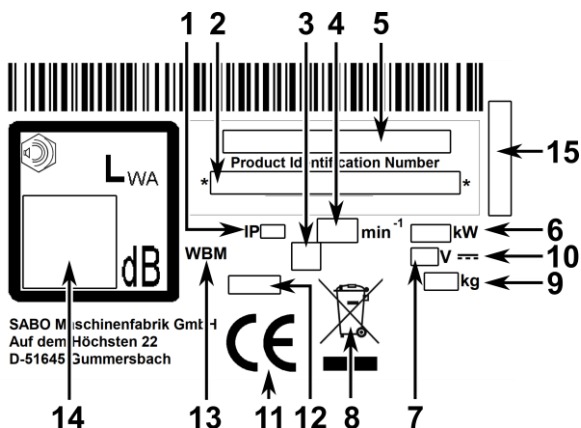 1 2 3 4 5
15
LWA
dB
Product Identification Number
* *
IP min-1 kW 6
WBM V 10
kg 9
SABO Maschinenfabrik GmbH
Auf dem Höchsten 22
D-51645 Gummersbach
CE
14 13 11 12 8 7